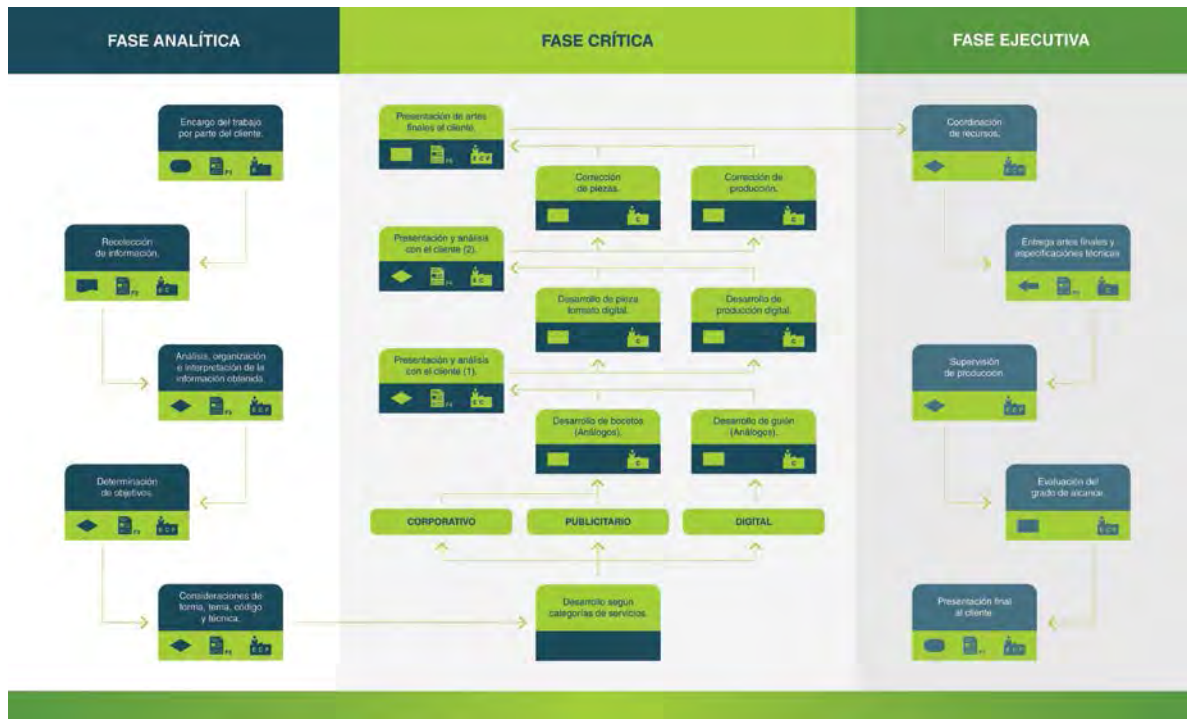 FASE ANALÍTICA
Encargo del trabajo
por parte del cliente.
Recolección
de información.
Análisis, organización
e interpretación de la
información obtenida.
Determinación
de objetivos.
Consideraciones de
forma, tema, código
y técnica.
FASE CRÍTICA
Presentación de artes
finales al cliente.
Corrección
de piezas.
C
Corrección de
producción.
Presentación y análisis
con el cliente (2).
Desarrollo de pieza
formato digital.
C
Desarrollo de
producción digital.
Presentación y análisis
con el cliente (1).
Desarrollo de bocetos
(Análogos).
C
Desarrollo de guión
(Análogos).
CORPORATIVO
PUBLICITARIO
DIGITAL
Desarrollo según
categorías de servicios.
FASE EJECUTIVA
Coordinación
de recursos.
Entrega artes finales y
especificaciones técnicas
Supervisión
de producción
Evaluación del
grado de alcance.
Presentación final
al cliente